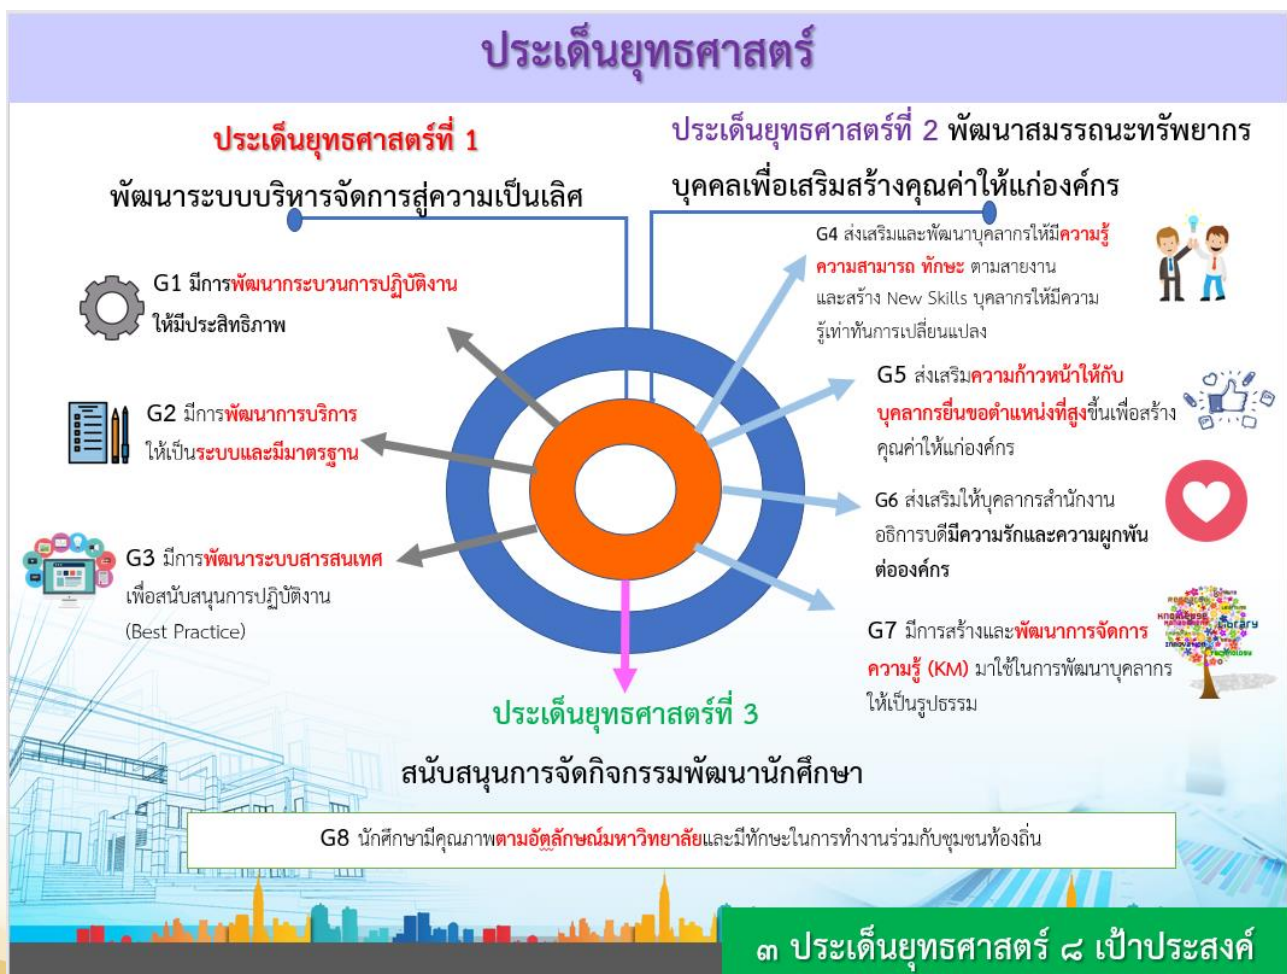 ประเด็นยุทธศาสตร์
ประเด็นยุทธศาสตร์ที่ 1
พัฒนาระบบบริหารจัดการสู่ความเป็นเลิศ
G1 มีการพัฒนากระบวนการปฏิบัติงาน
ให้มีประสิทธิภาพ
G2 มีการพัฒนาการบริการ
ให้เป็นระบบและมีมาตรฐาน
G3 มีการพัฒนาระบบสารสนเทศ
เพื่อสนับสนุนการปฏิบัติงาน
(Best Practice)
ประเด็นยุทธศาสตร์ที่ 2 พัฒนาสมรรถนะทรัพยากร
บุคคลเพื่อเสริมสร้างคุณค่าให้แก่องค์กร
G4 ส่งเสริมและพัฒนาบุคลากรให้มีความรู้
ความสามารถ ทักษะ ตามสายงาน
และสร้าง New Skills บุคลากรให้มีความ
รู้เท่าทันการเปลี่ยนแปลง
G5 ส่งเสริมความก้าวหน้าให้กับ
บุคลากรยื่นขอตำแหน่งที่สูงขึ้นเพื่อสร้าง
คุณค่าให้แก่องค์กร
G6 ส่งเสริมให้บุคลากรสำนักงาน
อธิการบดีมีความรักและความผูกพัน
ต่อองค์กร
G7 มีการสร้างและพัฒนาการจัดการ
ความรู้ (KM) มาใช้ในการพัฒนาบุคลากร
ให้เป็นรูปธรรม
KNOWLEDGE
Library
INNOVATION
TECHNOLOGY
ประเด็นยุทธศาสตร์ที่ 3
สนับสนุนการจัดกิจกรรมพัฒนานักศึกษา
G8 นักศึกษามีคุณภาพตามอัตลักษณ์มหาวิทยาลัยและมีทักษะในการทำงานร่วมกับชุมชนท้องถิ่น
๓ ประเด็นยุทธศาสตร์ ๘ เป้าประสงค์